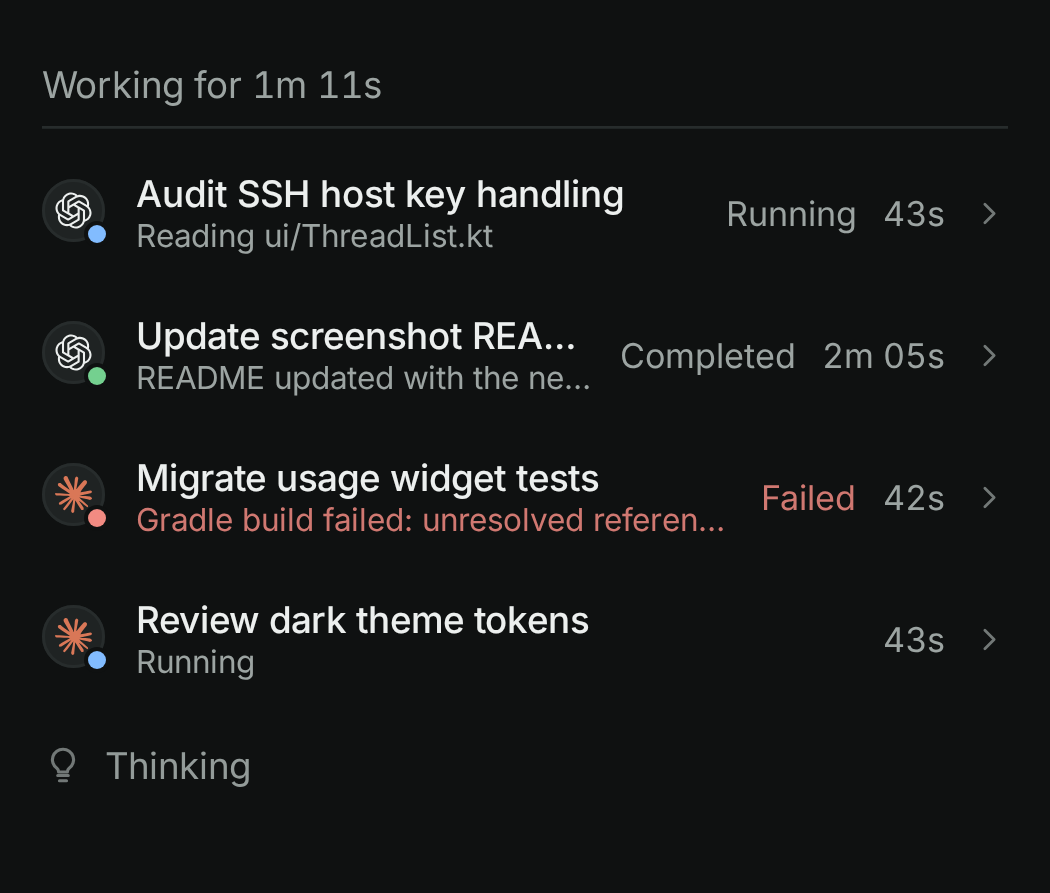 Working for 1m 11s
Audit SSH host key handling
Reading ui/ThreadList.kt
Running 43s
Update screenshot REA...
README updated with the ne...
Completed 2m 05s
Migrate usage widget tests
Gradle build failed: unresolved referen...
Failed 42s
Review dark theme tokens
Running
43s
Thinking